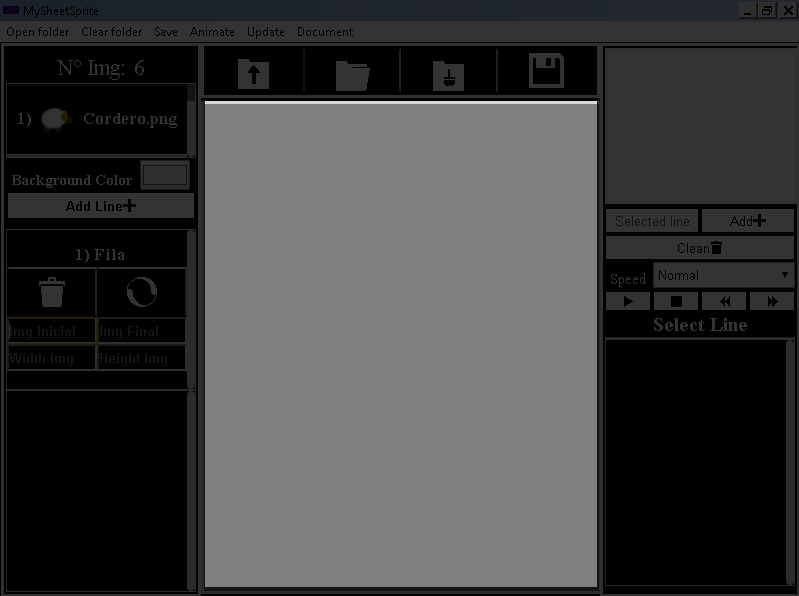 MySheetSprite
Open folder Clear folder Save Animate Update Document
N° Img: 6
1) Cordero.png
Background Color
Add Line
1) Fila
Img Inicial Img Final
Width Img Height Img
Selected line Add
Clean
Speed Normal
Select Line